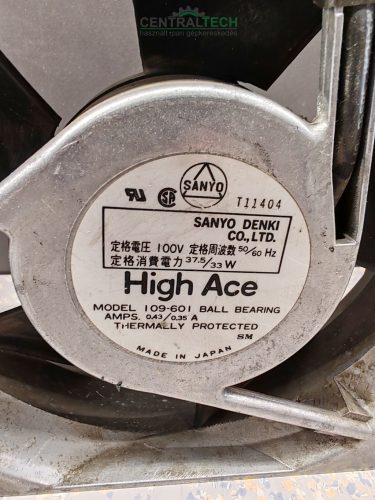 CENTRALTECH
használt ipari gépkereskedés
SANYO
T11404
SANYO DENKI
CO., LTD.
定格電圧 100V 定格周波数 50/60 Hz
定格消費電力 37.5/33 W
High Ace
MODEL 109-601 BALL BEARING
AMPS. 0.43/0.35 A
THERMALLY PROTECTED
SM
MADE IN JAPAN